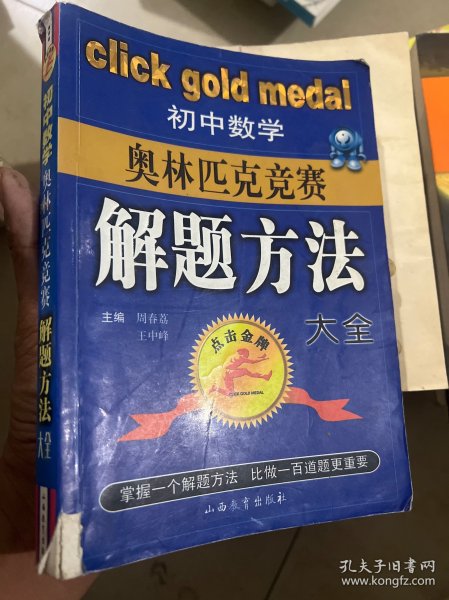 click gold medal
初中数学
奥林匹克竞赛
解题方法
大全
主编 周春荔
王中峰
点击金牌
CLICK GOLD MEDAL
掌握一个解题方法 比做一百道题更重要
山西教育出版社
初中数学 奥林匹克竞赛 解题方法 大全
孔夫子旧书网
www.kongfz.com